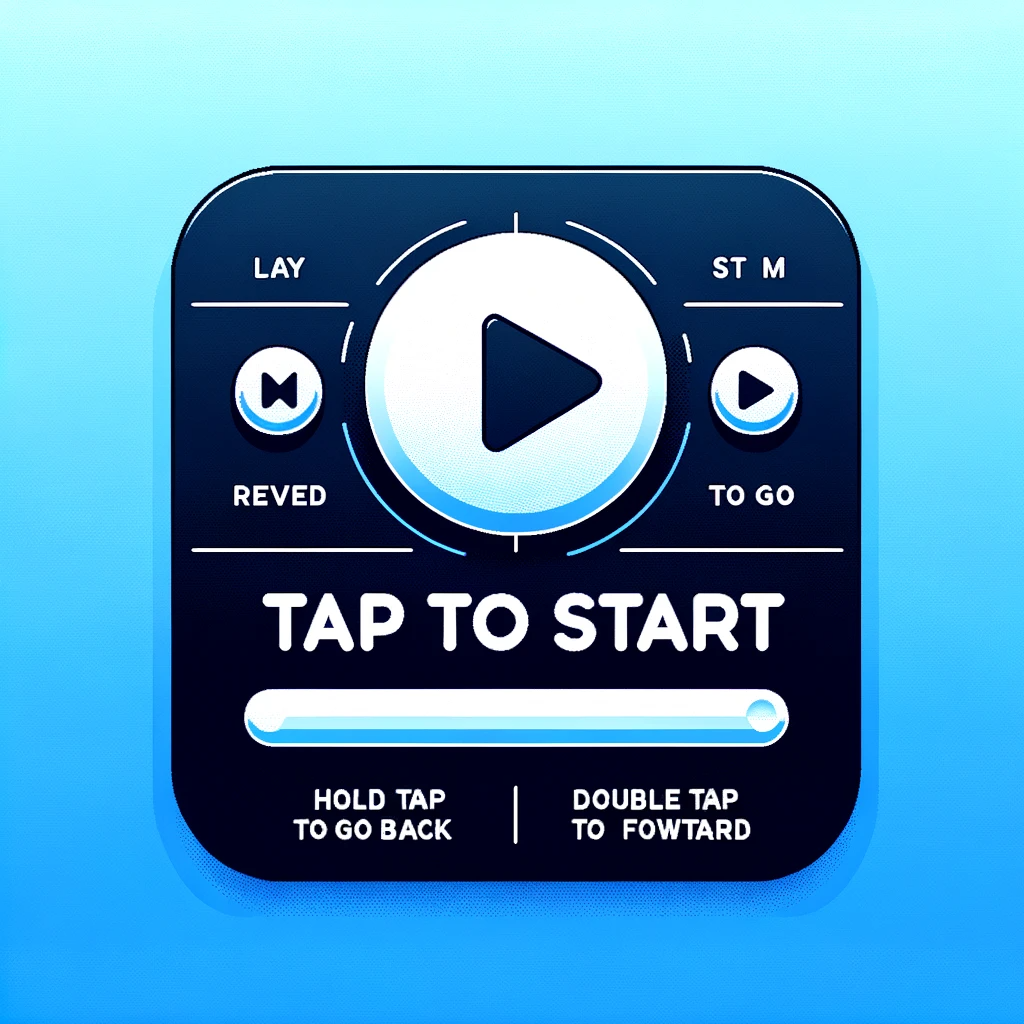 LAY
ST M
REVED
TO GO
TAP TO START
HOLD TAP
TO GO BACK
DOUBLE TAP
TO FOWTARD